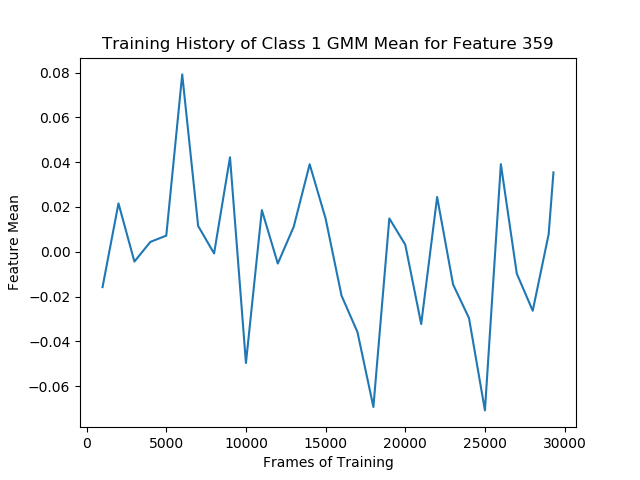 Training History of Class 1 GMM Mean for Feature 359
0.08
0.06
0.04
0.02
0.00
−0.02
−0.04
−0.06
Feature Mean
0 5000 10000 15000 20000 25000 30000
Frames of Training